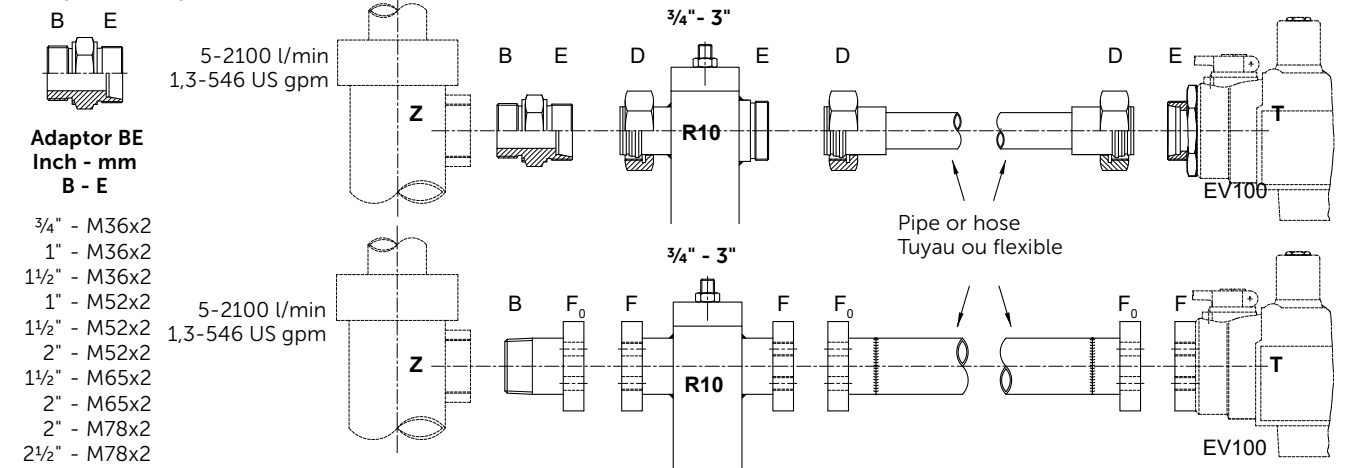 B E
Adaptor BE
Inch - mm
B - E
¾" - M36x2
1" - M36x2
1½" - M36x2
1" - M52x2
1½" - M52x2
2" - M52x2
1½" - M65x2
2" - M65x2
2" - M78x2
2½" - M78x2
¾"- 3"
5-2100 l/min
1,3-546 US gpm
B E D E D D E
Z R10 T
EV100
Pipe or hose
Tuyau ou flexible
¾" - 3"
5-2100 l/min
1,3-546 US gpm
B F₀ F F F₀ F₀ F
Z R10 T
EV100